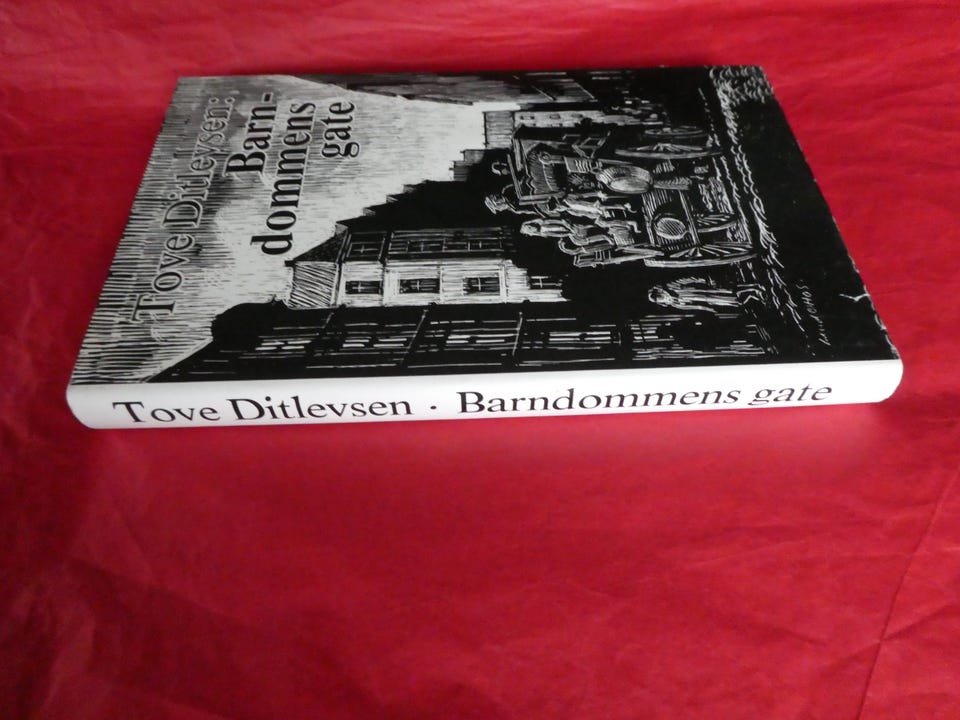 Tove Ditlevsen:
Barn-
dommens
gate
Tove Ditlevsen · Barndommens gate